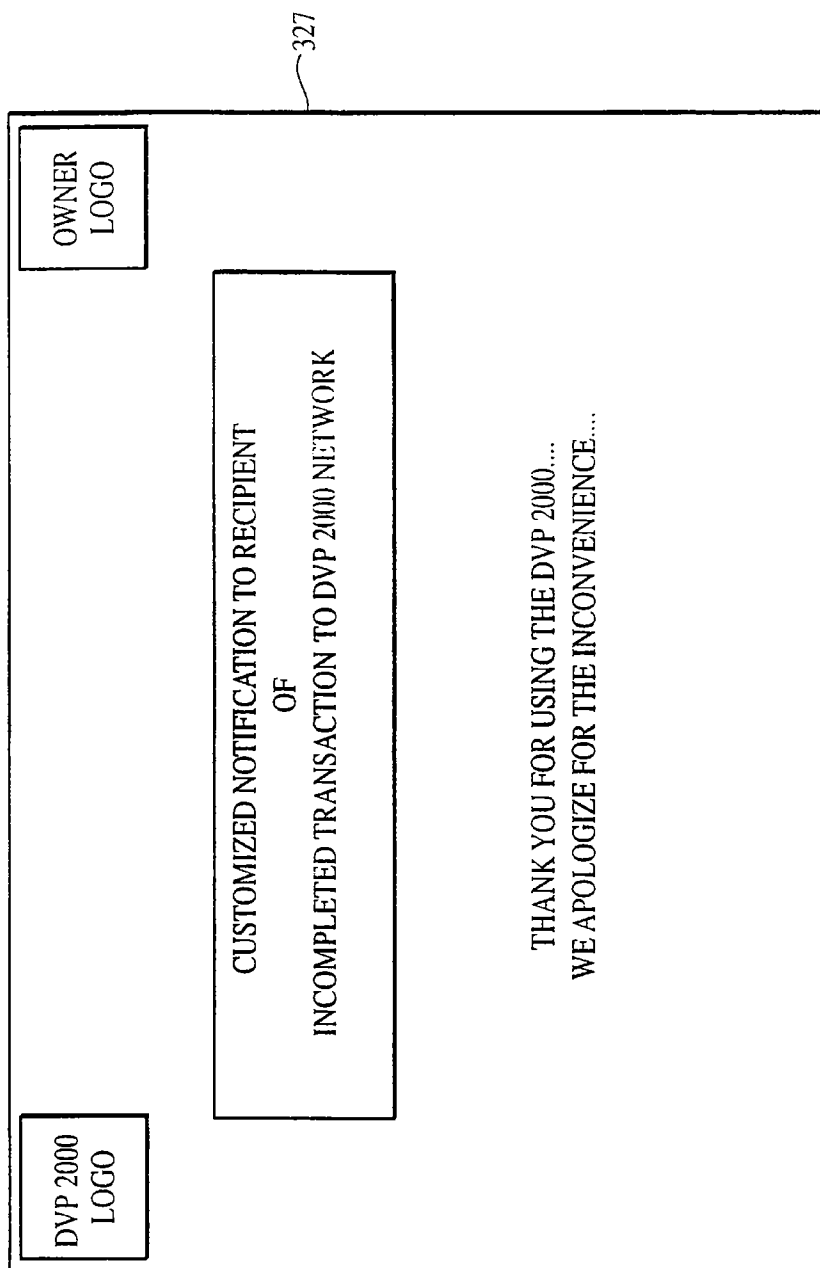 DVP 2000
LOGO
OWNER
LOGO
CUSTOMIZED NOTIFICATION TO RECIPIENT
OF
INCOMPLETED TRANSACTION TO DVP 2000 NETWORK
THANK YOU FOR USING THE DVP 2000....
WE APOLOGIZE FOR THE INCONVENIENCE....
327